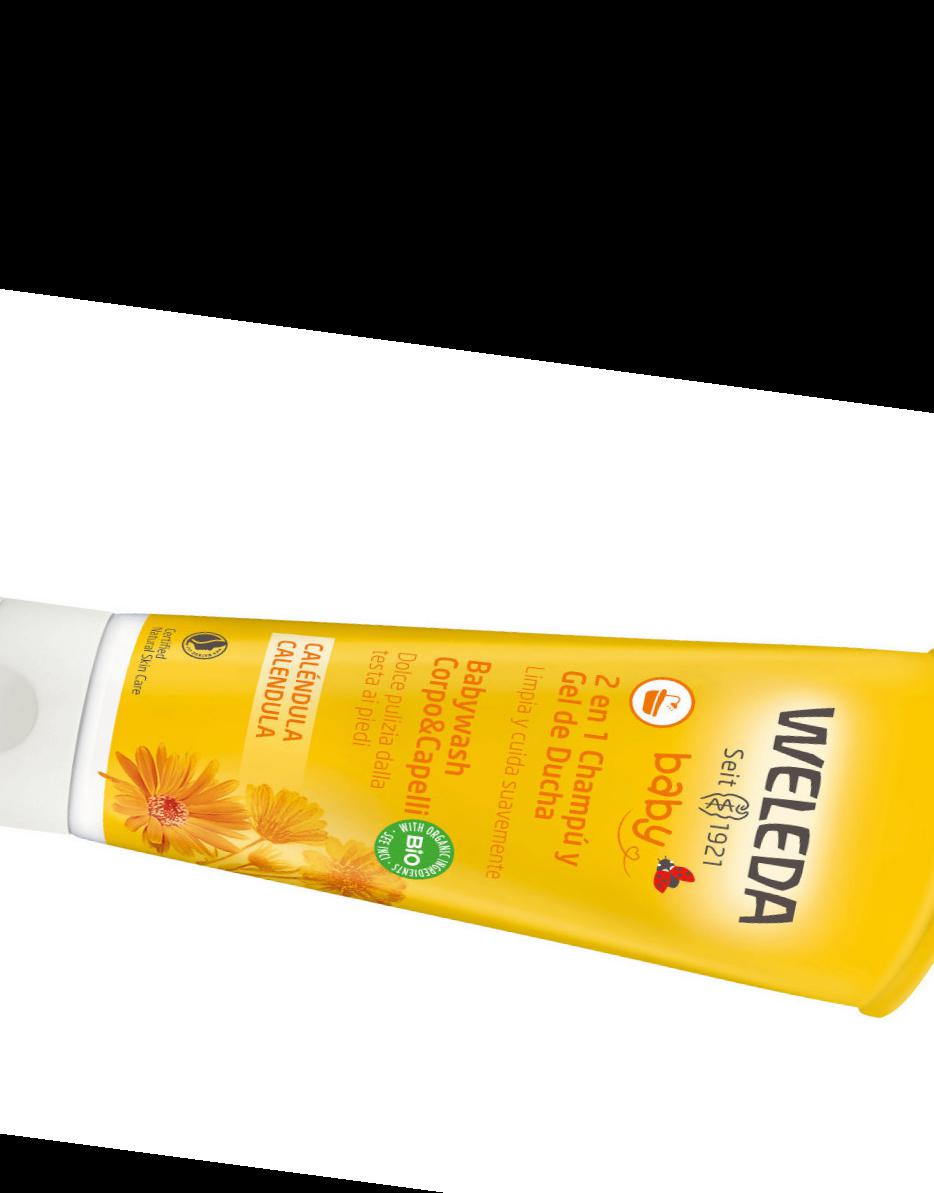 WELEDA
Seit 1921
baby
2 en 1 Champú y
Gel de Ducha
Limpia y cuida suavemente
Babywash
Corpo&Capelli
Dolce pulizia dalla
testa ai piedi
WITH ORGANIC INGREDIENTS
BiO
· SEE INCI ·
CALÉNDULA
CALENDULA
Certified
Natural Skin Care